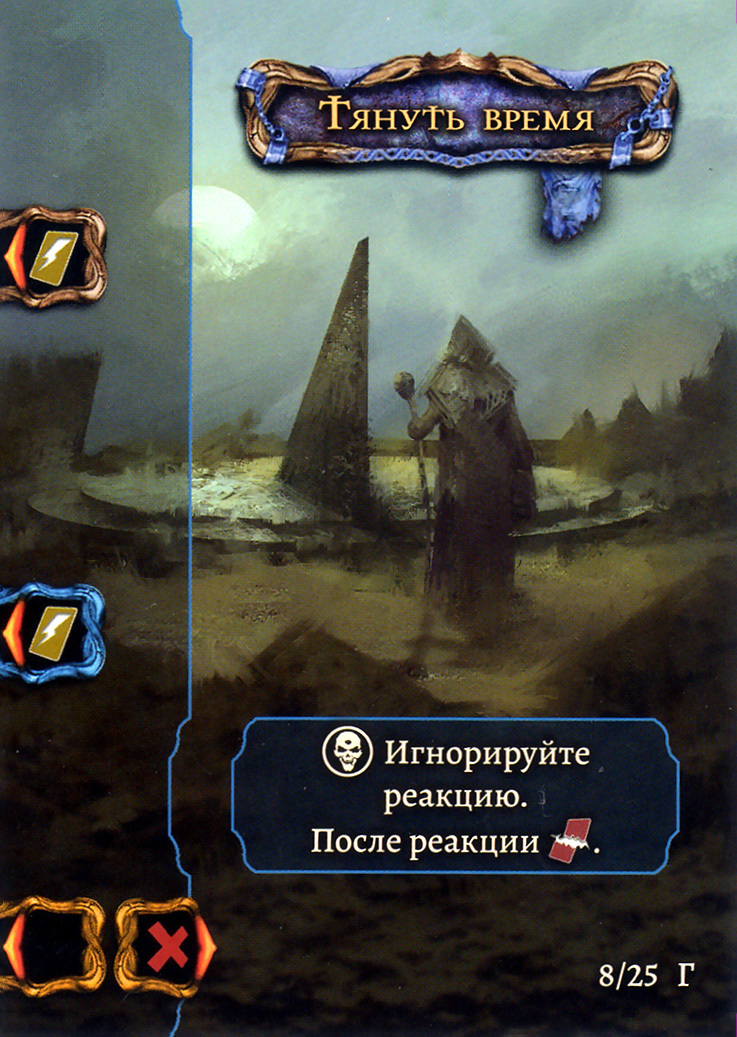 Тянуть время
Игнорируйте
реакцию.
После реакции .
8/25 Г